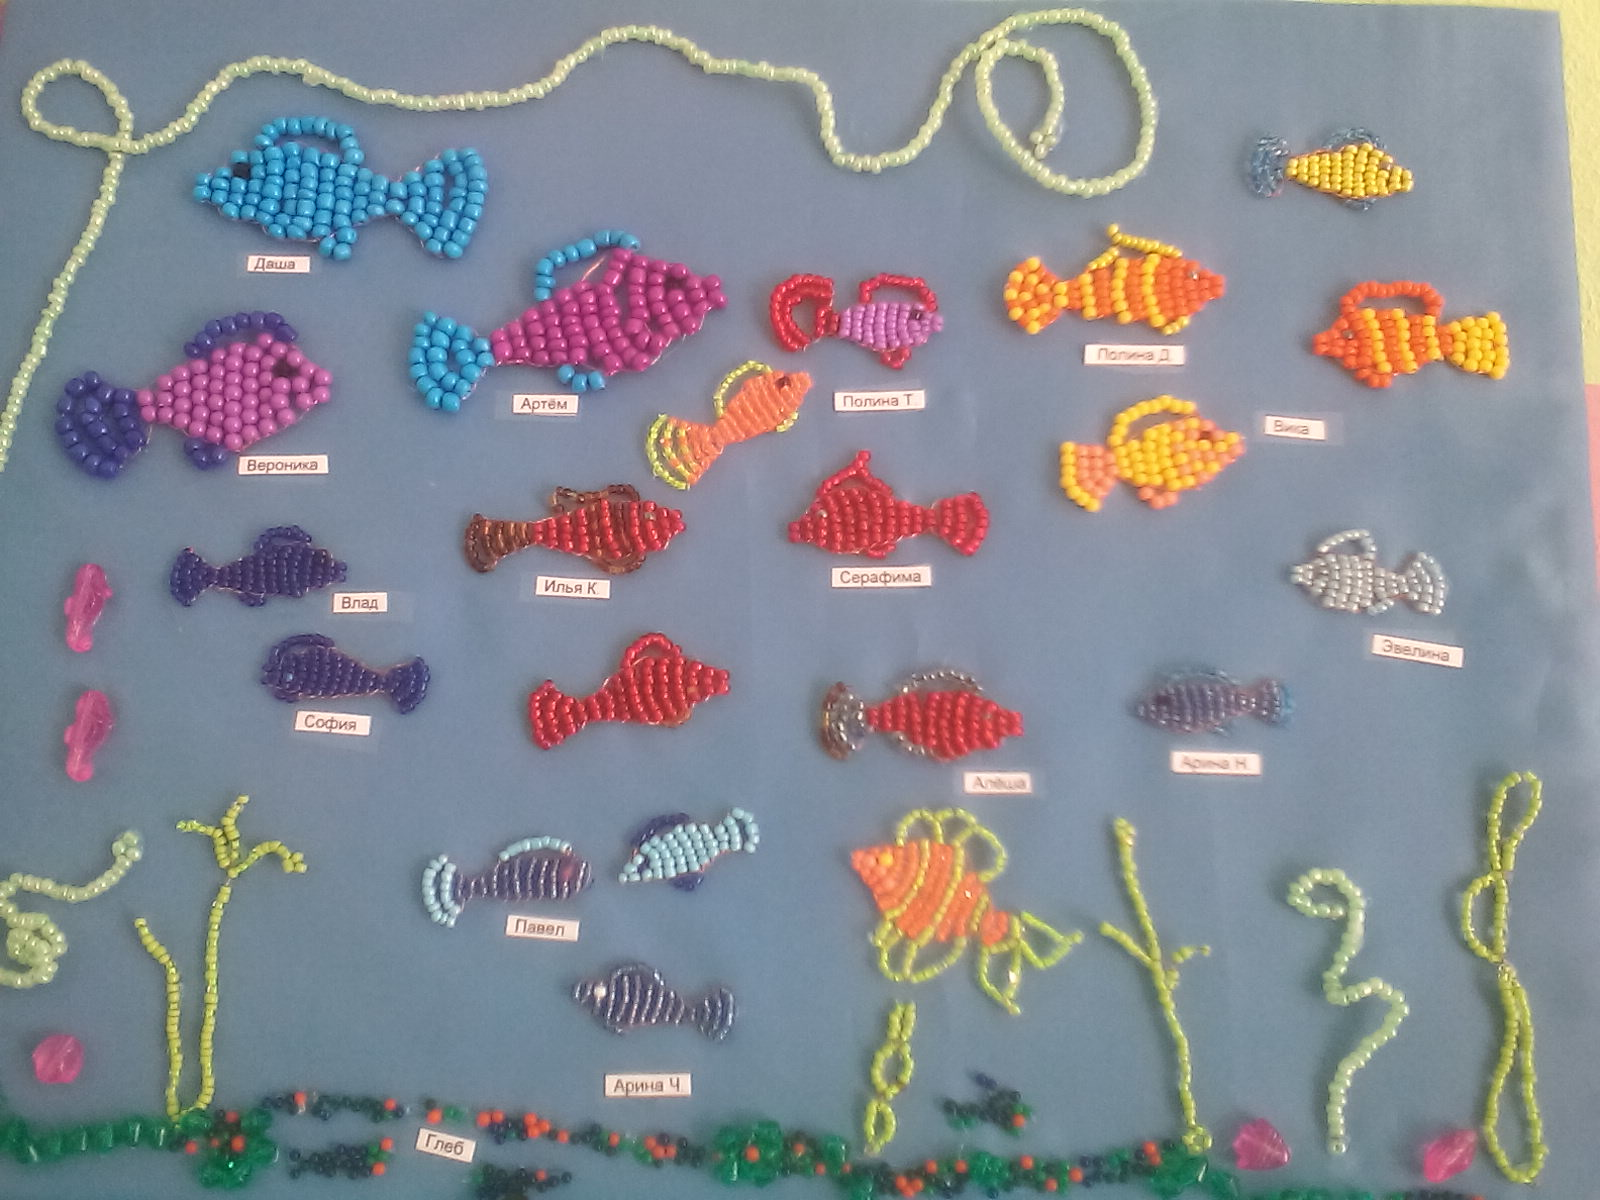 Даша
Полина Д.
Артём
Полина Т.
Вика
Вероника
Илья К.
Серафима
Влад
Эвелина
София
Арина Н.
Алёша
Павел
Арина Ч.
Глеб